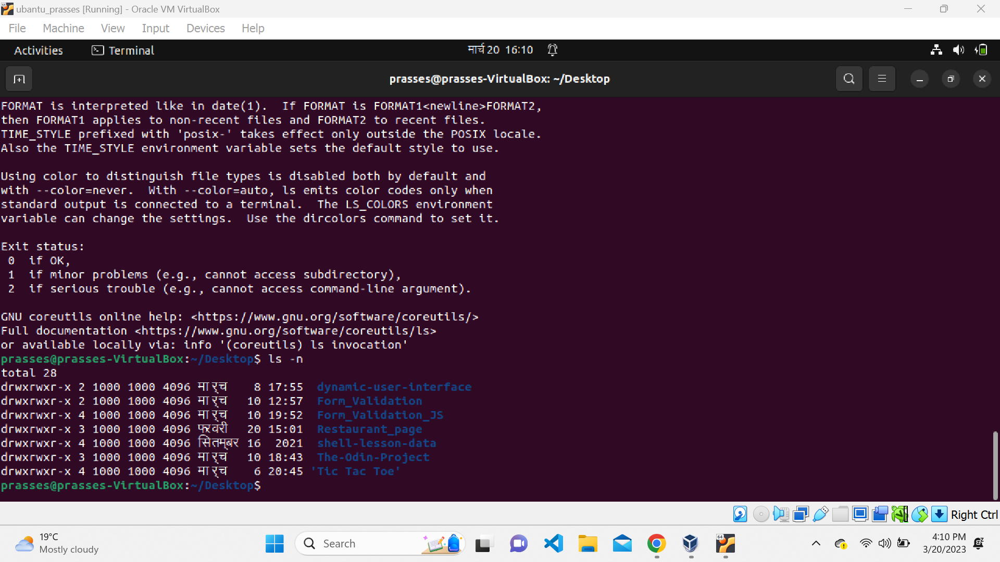 ubantu_prasses [Running] - Oracle VM VirtualBox
File Machine View Input Devices Help
Activities Terminal मार्च 20 16:10
prasses@prasses-VirtualBox: ~/Desktop
FORMAT is interpreted like in date(1).  If FORMAT is FORMAT1<newline>FORMAT2,
then FORMAT1 applies to non-recent files and FORMAT2 to recent files.
TIME_STYLE prefixed with 'posix-' takes effect only outside the POSIX locale.
Also the TIME_STYLE environment variable sets the default style to use.
Using color to distinguish file types is disabled both by default and
with --color=never.  With --color=auto, ls emits color codes only when
standard output is connected to a terminal.  The LS_COLORS environment
variable can change the settings.  Use the dircolors command to set it.
Exit status:
 0  if OK,
 1  if minor problems (e.g., cannot access subdirectory),
 2  if serious trouble (e.g., cannot access command-line argument).
GNU coreutils online help: <https://www.gnu.org/software/coreutils/>
Full documentation <https://www.gnu.org/software/coreutils/ls>
or available locally via: info '(coreutils) ls invocation'
prasses@prasses-VirtualBox:~/Desktop$ ls -n
total 28
drwxrwxr-x 2 1000 1000 4096 मार्च    8 17:55  dynamic-user-interface
drwxrwxr-x 2 1000 1000 4096 मार्च   10 12:57  Form_Validation
drwxrwxr-x 4 1000 1000 4096 मार्च   10 19:52  Form_Validation_JS
drwxrwxr-x 3 1000 1000 4096 फ़रवरी   20 15:01  Restaurant_page
drwxrwxr-x 4 1000 1000 4096 सितम्बर 16  2021  shell-lesson-data
drwxrwxr-x 3 1000 1000 4096 मार्च   10 18:43  The-Odin-Project
drwxrwxr-x 4 1000 1000 4096 मार्च    6 20:45 'Tic Tac Toe'
prasses@prasses-VirtualBox:~/Desktop$
Right Ctrl
19°C
Mostly cloudy
Search
64
4:10 PM
3/20/2023